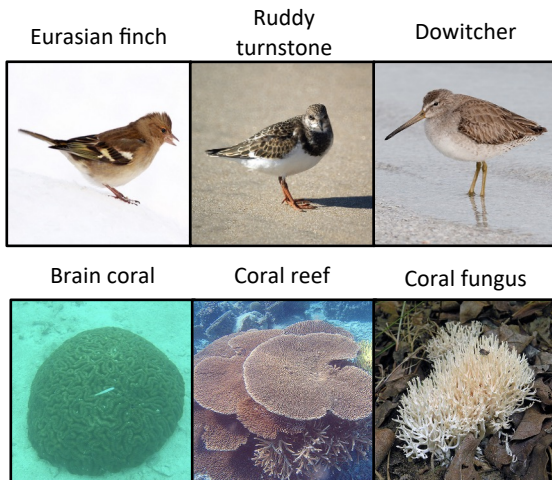 Eurasian finch
Ruddy
turnstone
Dowitcher
Brain coral
Coral reef
Coral fungus